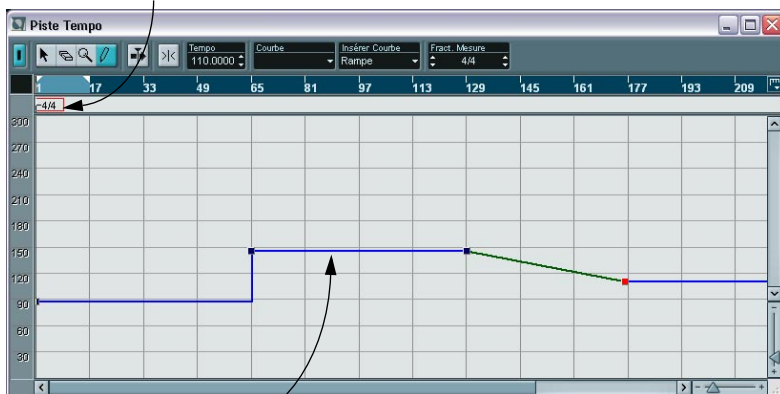 Piste Tempo
Tempo Courbe Insérer Courbe Fract. Mesure
110.0000 Rampe 4/4
1 17 33 49 65 81 97 113 129 145 161 177 193 209
4/4
300
270
240
210
180
150
120
90
60
30